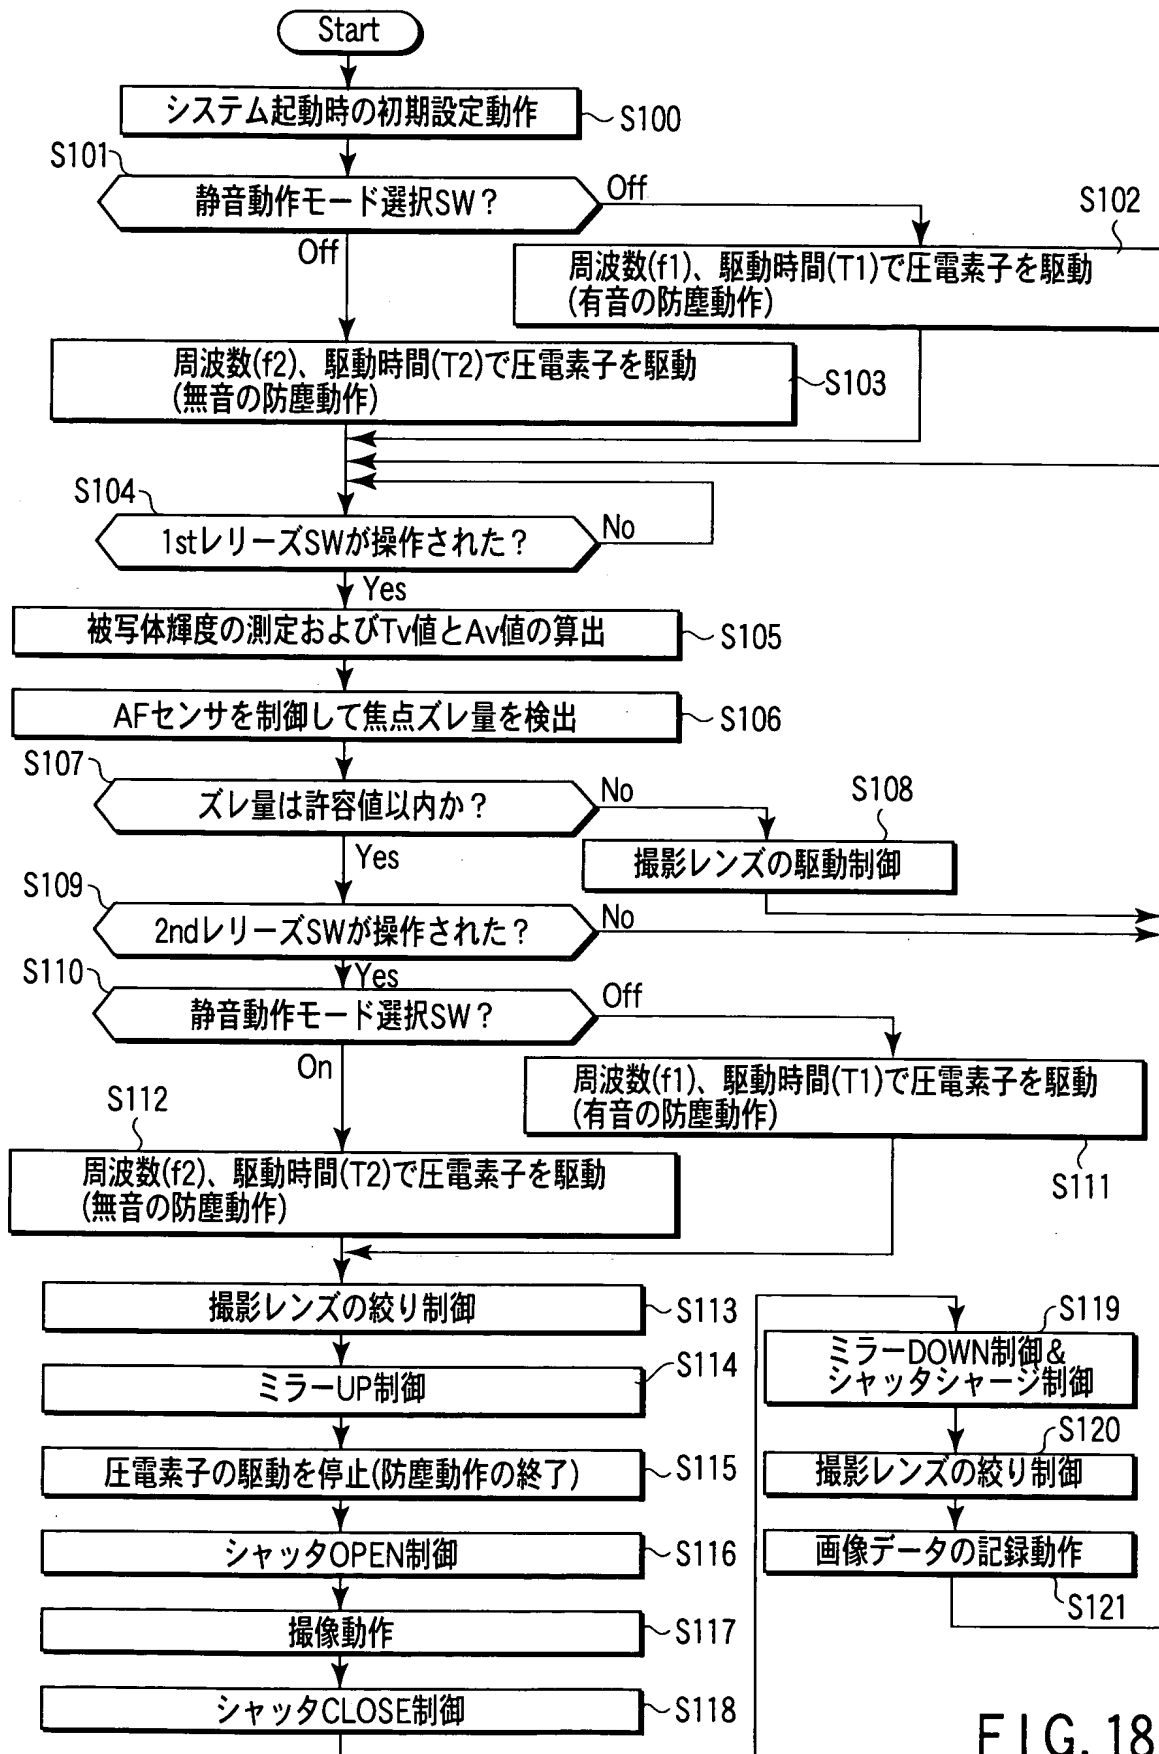 Start
システム起動時の初期設定動作
S100
S101
静音動作モード選択SW？
Off
Off
S102
周波数(f1)、駆動時間(T1)で圧電素子を駆動
(有音の防塵動作)
周波数(f2)、駆動時間(T2)で圧電素子を駆動
(無音の防塵動作)
S103
S104
1stレリーズSWが操作された？
No
Yes
被写体輝度の測定およびTv値とAv値の算出
S105
AFセンサを制御して焦点ズレ量を検出
S106
S107
ズレ量は許容値以内か？
No
Yes
S108
撮影レンズの駆動制御
S109
2ndレリーズSWが操作された？
No
Yes
S110
静音動作モード選択SW？
Off
On
周波数(f1)、駆動時間(T1)で圧電素子を駆動
(有音の防塵動作)
S111
S112
周波数(f2)、駆動時間(T2)で圧電素子を駆動
(無音の防塵動作)
撮影レンズの絞り制御
S113
ミラーUP制御
S114
圧電素子の駆動を停止(防塵動作の終了)
S115
シャッタOPEN制御
S116
撮像動作
S117
シャッタCLOSE制御
S118
S119
ミラーDOWN制御&
シャッタシャージ制御
S120
撮影レンズの絞り制御
画像データの記録動作
S121
FIG. 18